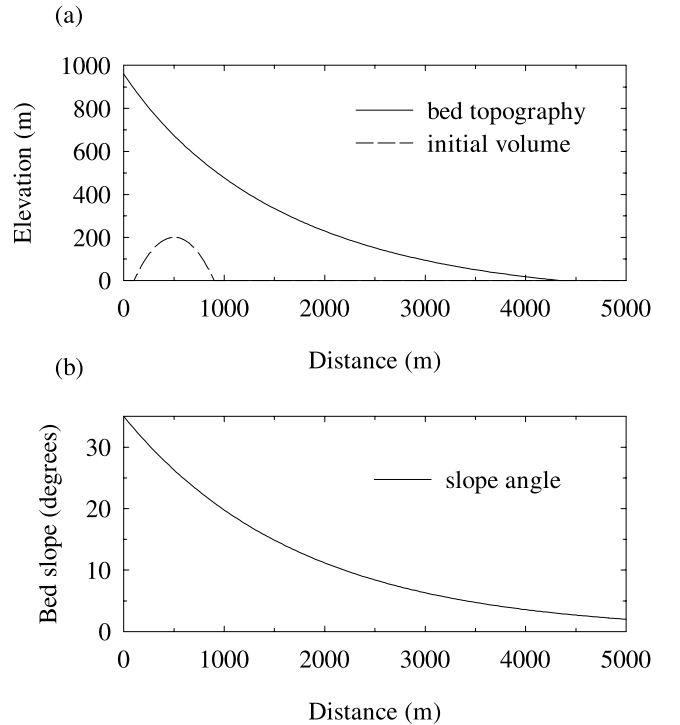 (a)
1000
800
600
400
200
0
Elevation (m)
bed topography
initial volume
0 1000 2000 3000 4000 5000
Distance (m)
(b)
30
20
10
0
Bed slope (degrees)
slope angle
0 1000 2000 3000 4000 5000
Distance (m)